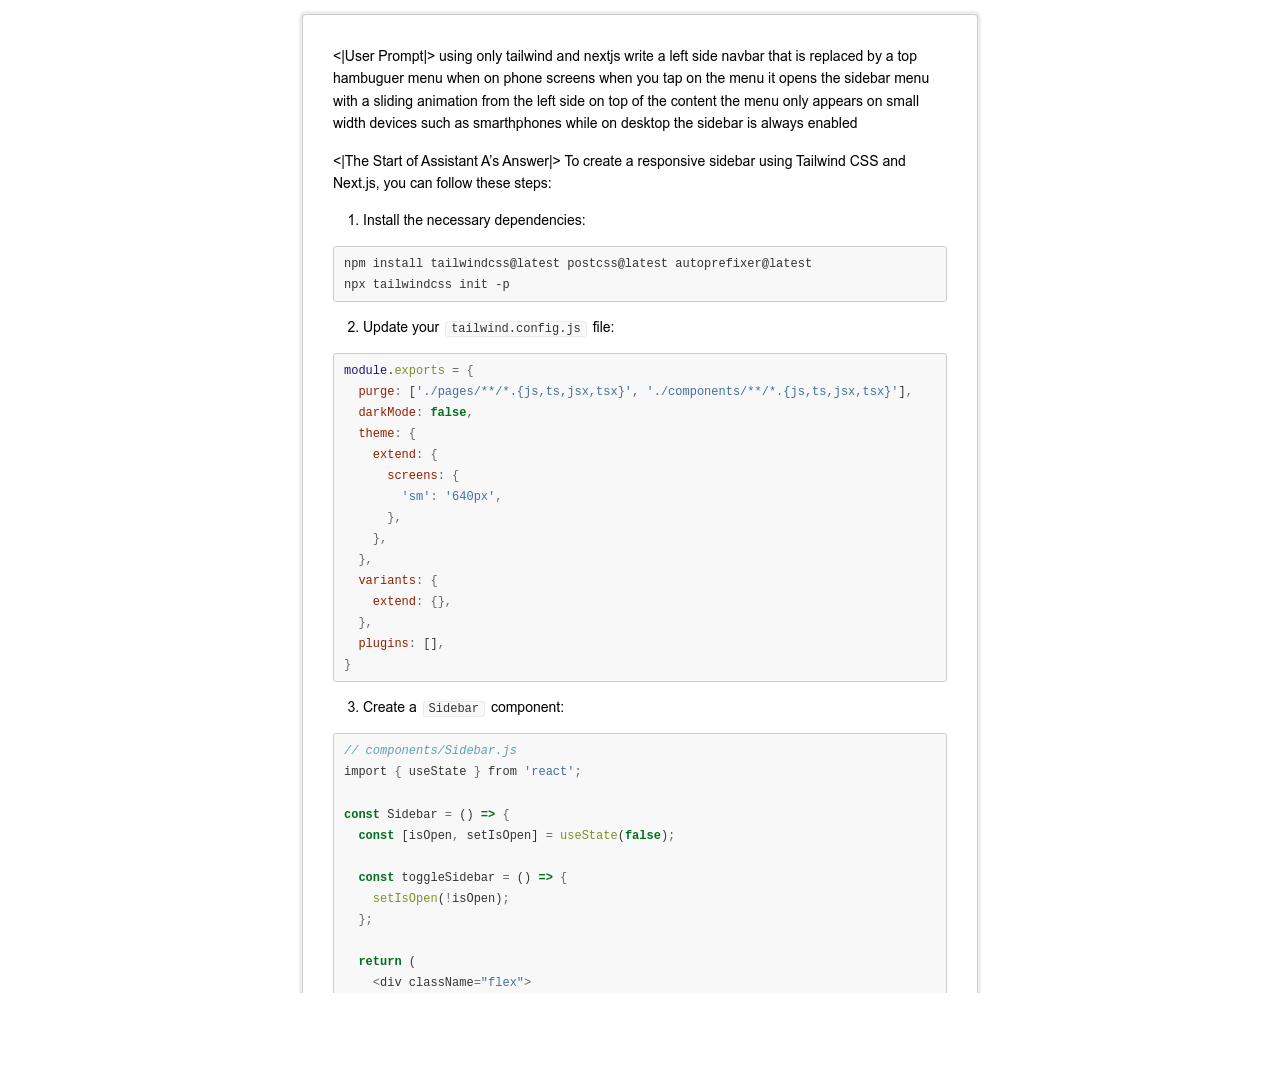 <|User Prompt|> using only tailwind and nextjs write a left side navbar that is replaced by a top
hambuguer menu when on phone screens when you tap on the menu it opens the sidebar menu
with a sliding animation from the left side on top of the content the menu only appears on small
width devices such as smarthphones while on desktop the sidebar is always enabled
<|The Start of Assistant A’s Answer|> To create a responsive sidebar using Tailwind CSS and
Next.js, you can follow these steps:
1. Install the necessary dependencies:
npm install tailwindcss@latest postcss@latest autoprefixer@latest
npx tailwindcss init -p
2. Update your tailwind.config.js file:
module.exports = {
  purge: ['./pages/**/*.{js,ts,jsx,tsx}', './components/**/*.{js,ts,jsx,tsx}'],
  darkMode: false,
  theme: {
    extend: {
      screens: {
        'sm': '640px',
      },
    },
  },
  variants: {
    extend: {},
  },
  plugins: [],
}
3. Create a Sidebar component:
// components/Sidebar.js
import { useState } from 'react';
const Sidebar = () => {
  const [isOpen, setIsOpen] = useState(false);
  const toggleSidebar = () => {
    setIsOpen(!isOpen);
  };
  return (
    <div className="flex">